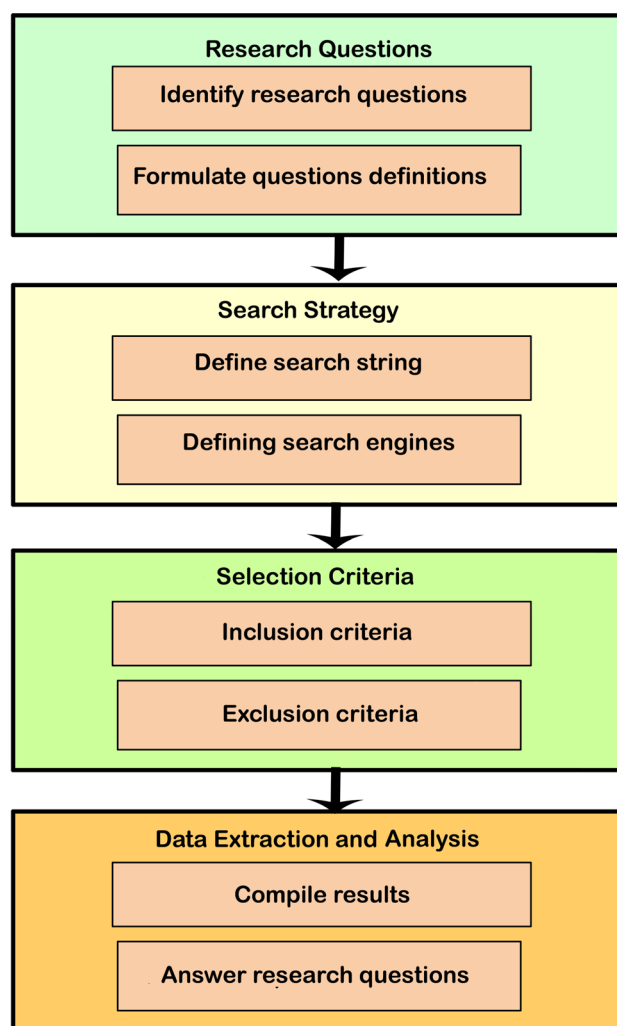 Research Questions
Identify research questions
Formulate questions definitions
Search Strategy
Define search string
Defining search engines
Selection Criteria
Inclusion criteria
Exclusion criteria
Data Extraction and Analysis
Compile results
Answer research questions